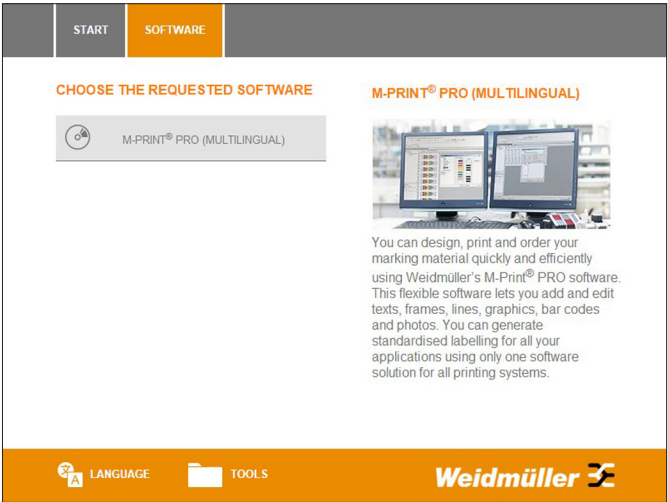 START
SOFTWARE
CHOOSE THE REQUESTED SOFTWARE
M-PRINT® PRO (MULTILINGUAL)
M-PRINT® PRO (MULTILINGUAL)
You can design, print and order your
marking material quickly and efficiently
using Weidmüller's M-Print® PRO software.
This flexible software lets you add and edit
texts, frames, lines, graphics, bar codes
and photos. You can generate
standardised labelling for all your
applications using only one software
solution for all printing systems.
文A LANGUAGE
TOOLS
Weidmüller